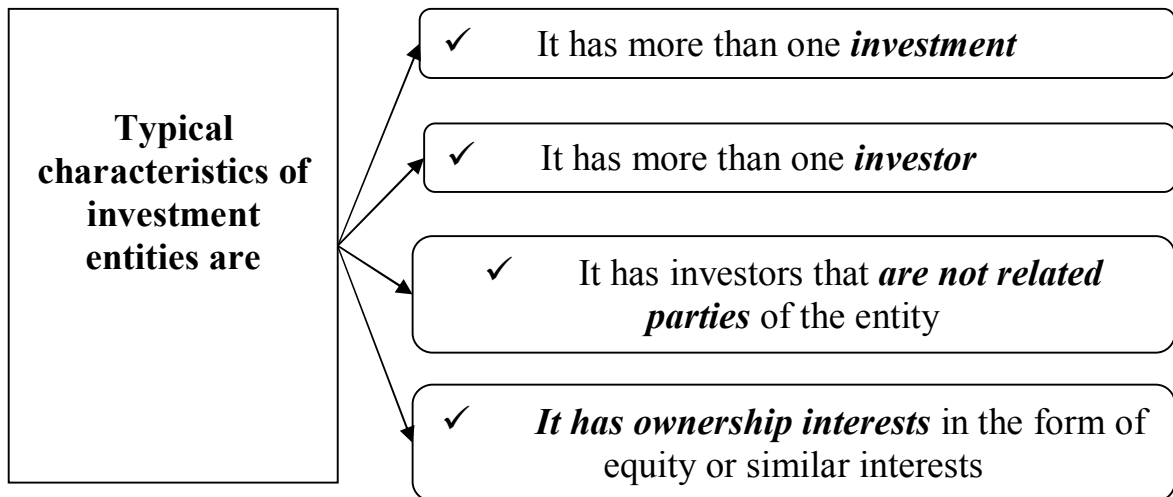 Typical
characteristics of
investment
entities are
✓ It has more than one investment
✓ It has more than one investor
✓ It has investors that are not related
parties of the entity
✓ It has ownership interests in the form of
equity or similar interests